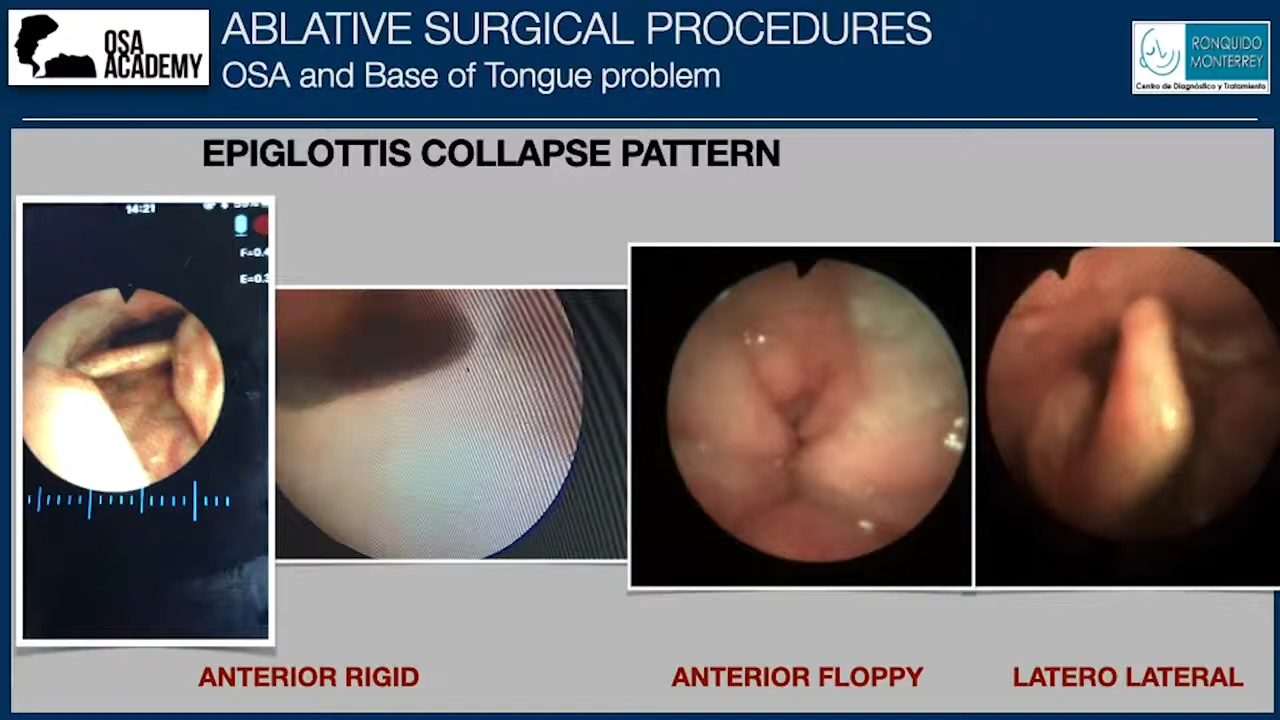 OSA
ACADEMY
ABLATIVE SURGICAL PROCEDURES
OSA and Base of Tongue problem
RONQUIDO
MONTERREY
Centro de Diagnóstico y Tratamiento
EPIGLOTTIS COLLAPSE PATTERN
14:21
ANTERIOR RIGID
ANTERIOR FLOPPY
LATERO LATERAL